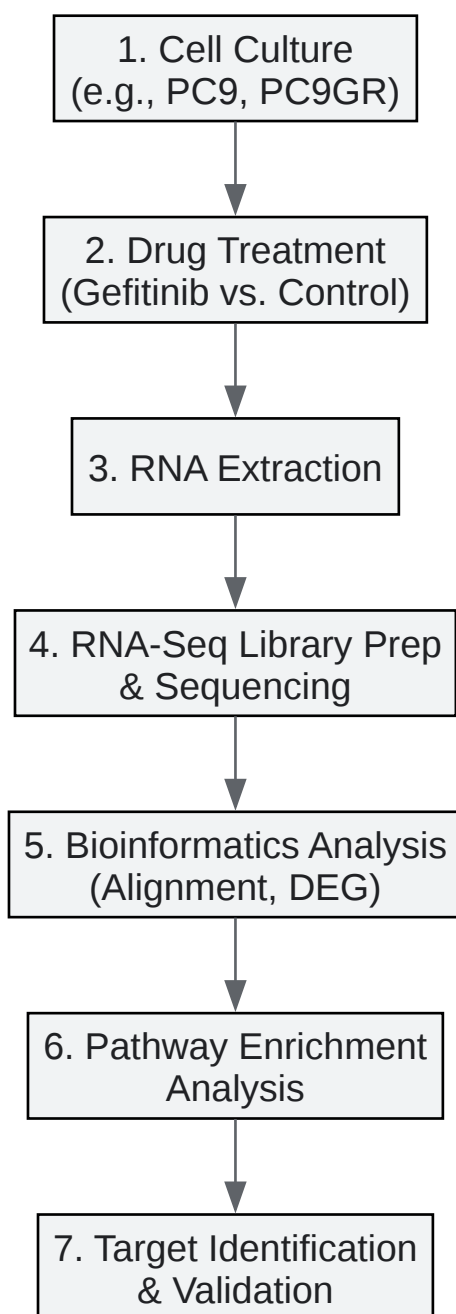 1. Cell Culture
(e.g., PC9, PC9GR)
2. Drug Treatment
(Gefitinib vs. Control)
3. RNA Extraction
4. RNA-Seq Library Prep
& Sequencing
5. Bioinformatics Analysis
(Alignment, DEG)
6. Pathway Enrichment
Analysis
7. Target Identification
& Validation